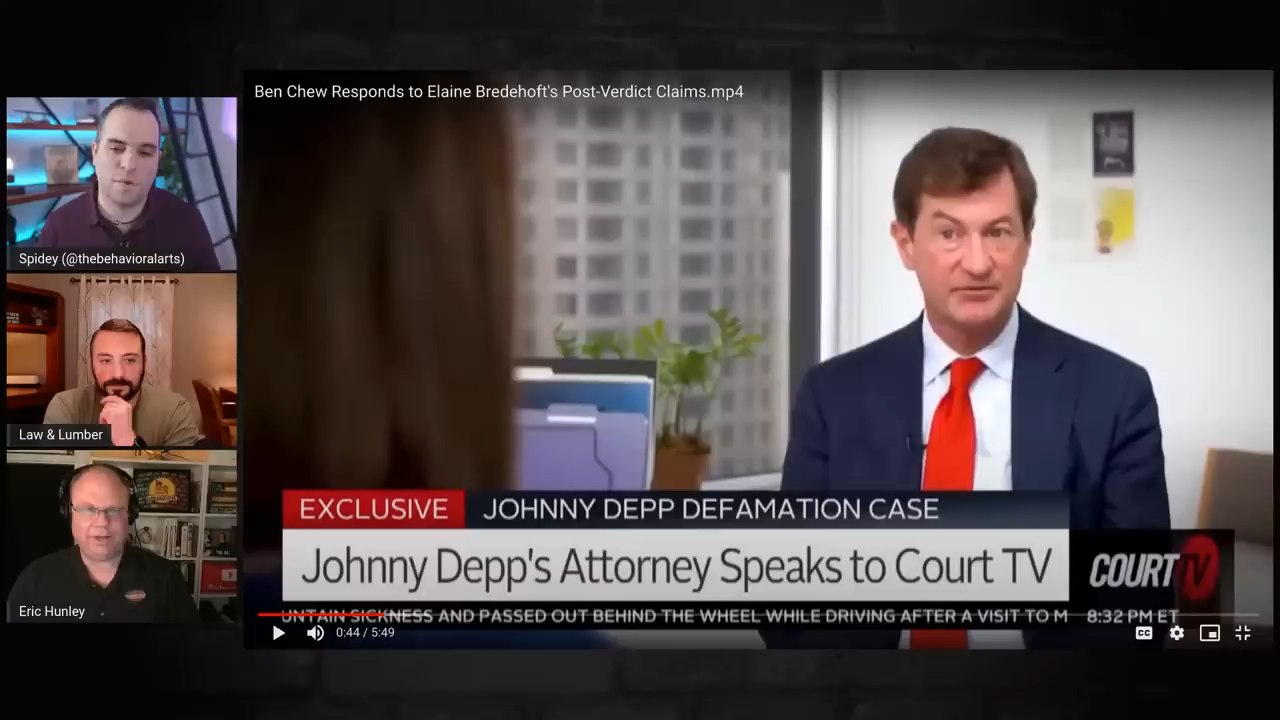 Ben Chew Responds to Elaine Bredehoft's Post-Verdict Claims.mp4
Spidey (@thebehavioralarts)
Law & Lumber
Eric Hunley
EXCLUSIVE JOHNNY DEPP DEFAMATION CASE
Johnny Depp's Attorney Speaks to Court TV
COURT TV
UNTAIN SICKNESS AND PASSED OUT BEHIND THE WHEEL WHILE DRIVING AFTER A VISIT TO M 8:32 PM ET
0:44 / 5:49
CC